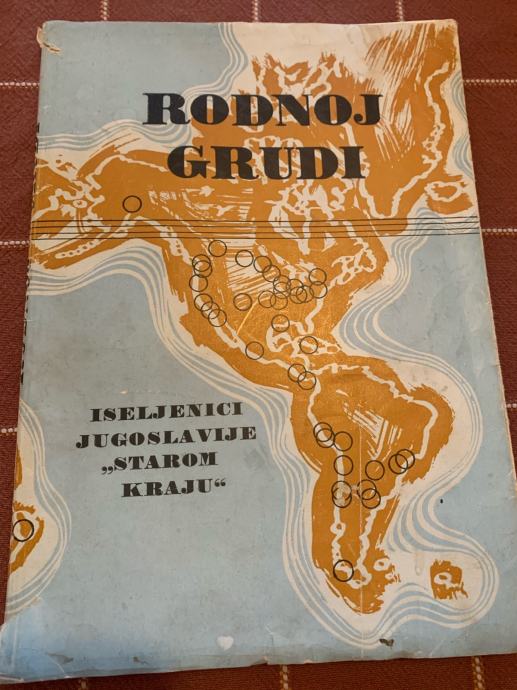 RODNOJ
GRUDI
ISELJENICI
JUGOSLAVIJE
„STAROM
KRAJU“